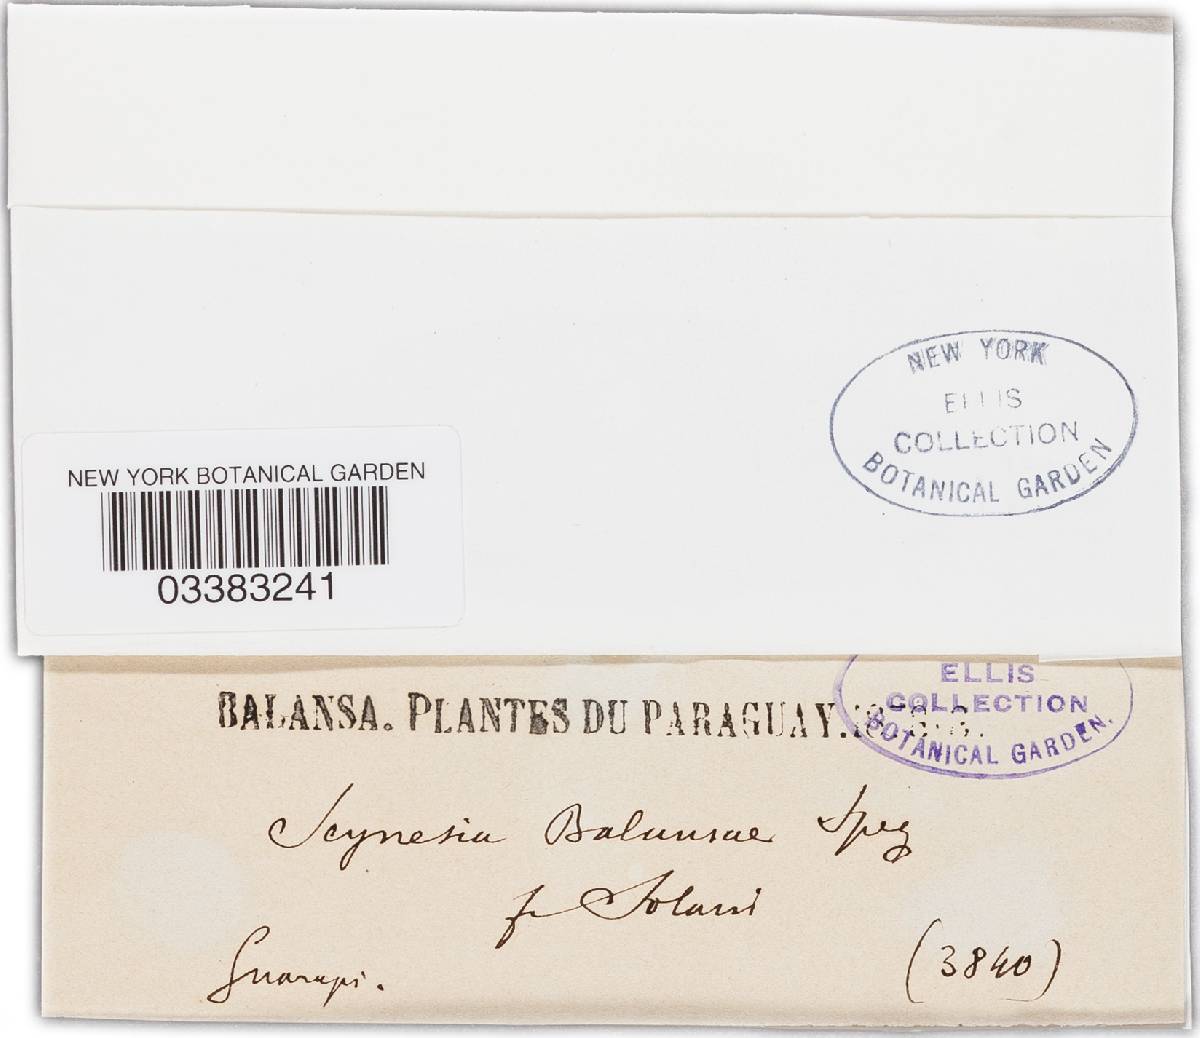 NEW YORK
ELLIS
COLLECTION
BOTANICAL GARDEN
NEW YORK BOTANICAL GARDEN
03383241
ELLIS
COLLECTION
BOTANICAL GARDEN.
BALANSA. PLANTES DU PARAGUAY.
Scynesia Balansae Speg
f. Solani
Guarapi.
(3840)